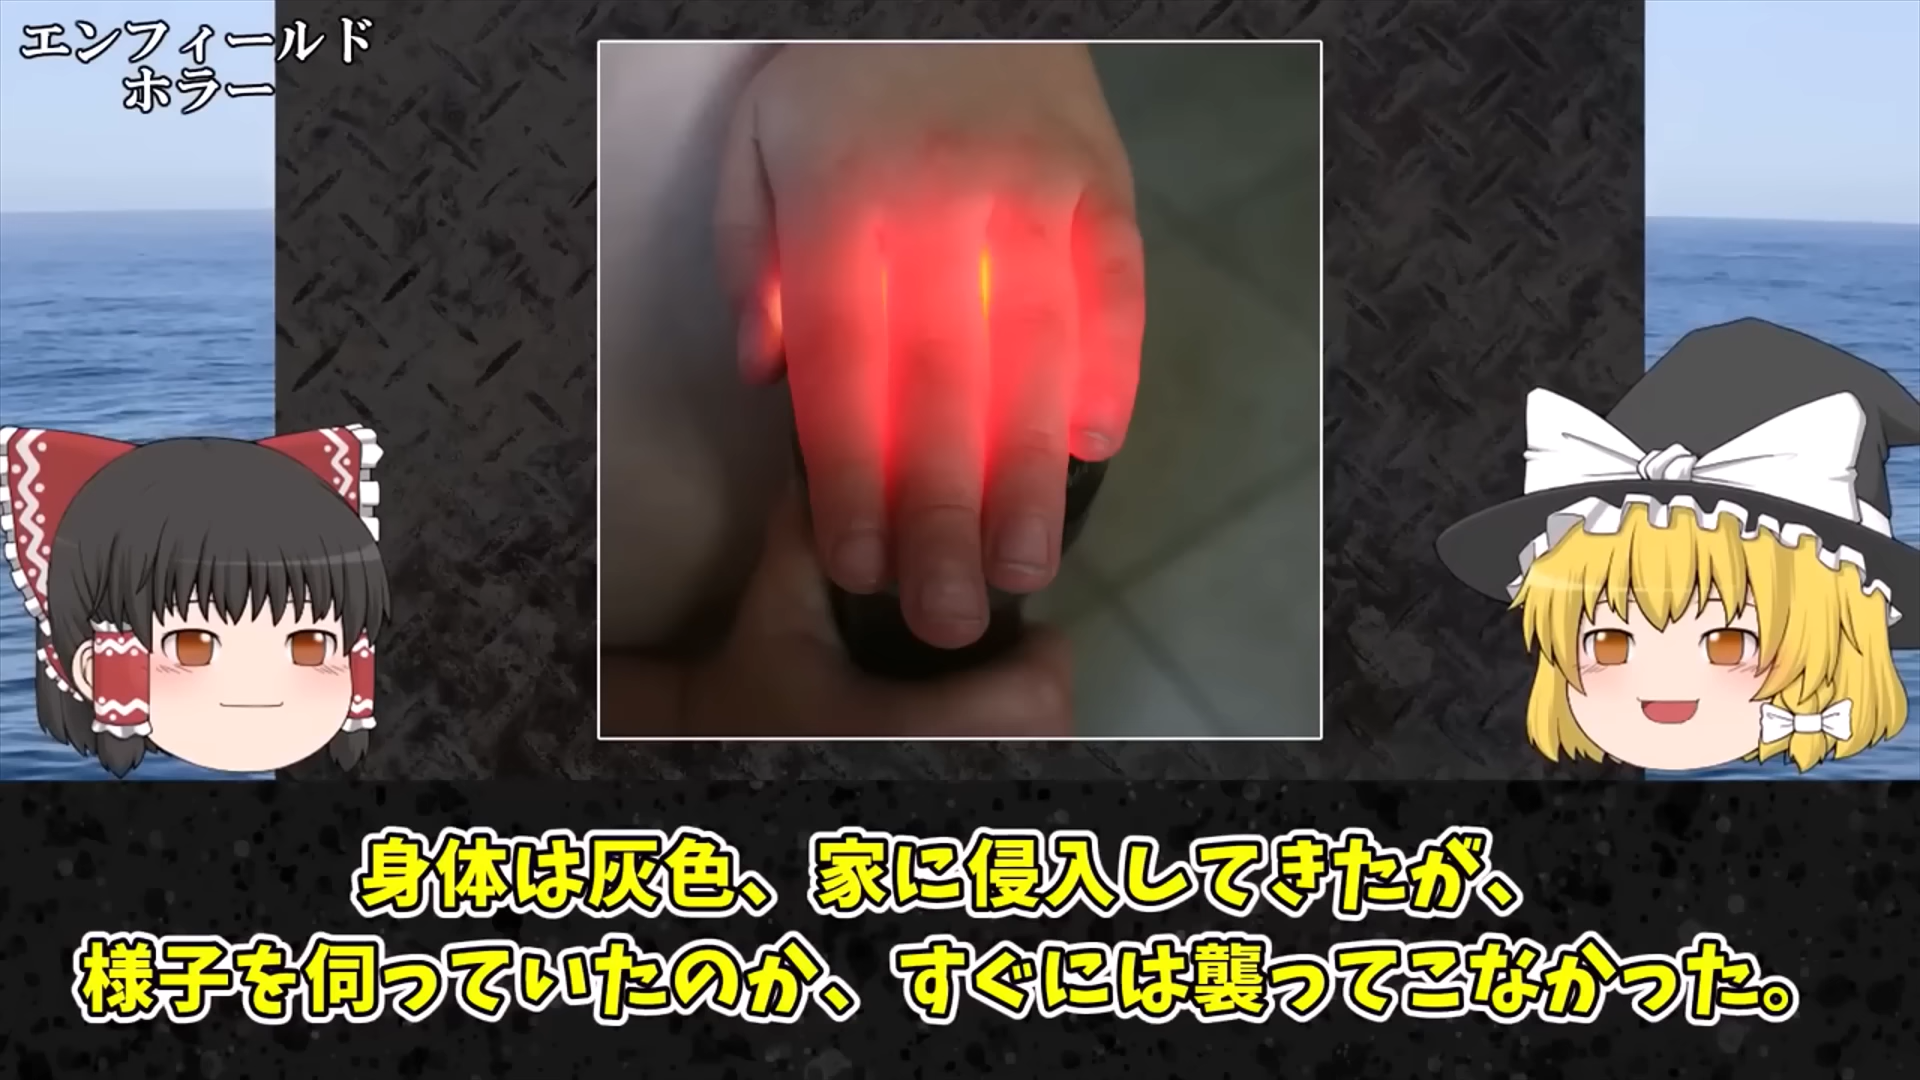 エンフィールド
ホラー
身体は灰色、家に侵入してきたが、
様子を伺っていたのか、すぐには襲ってこなかった。